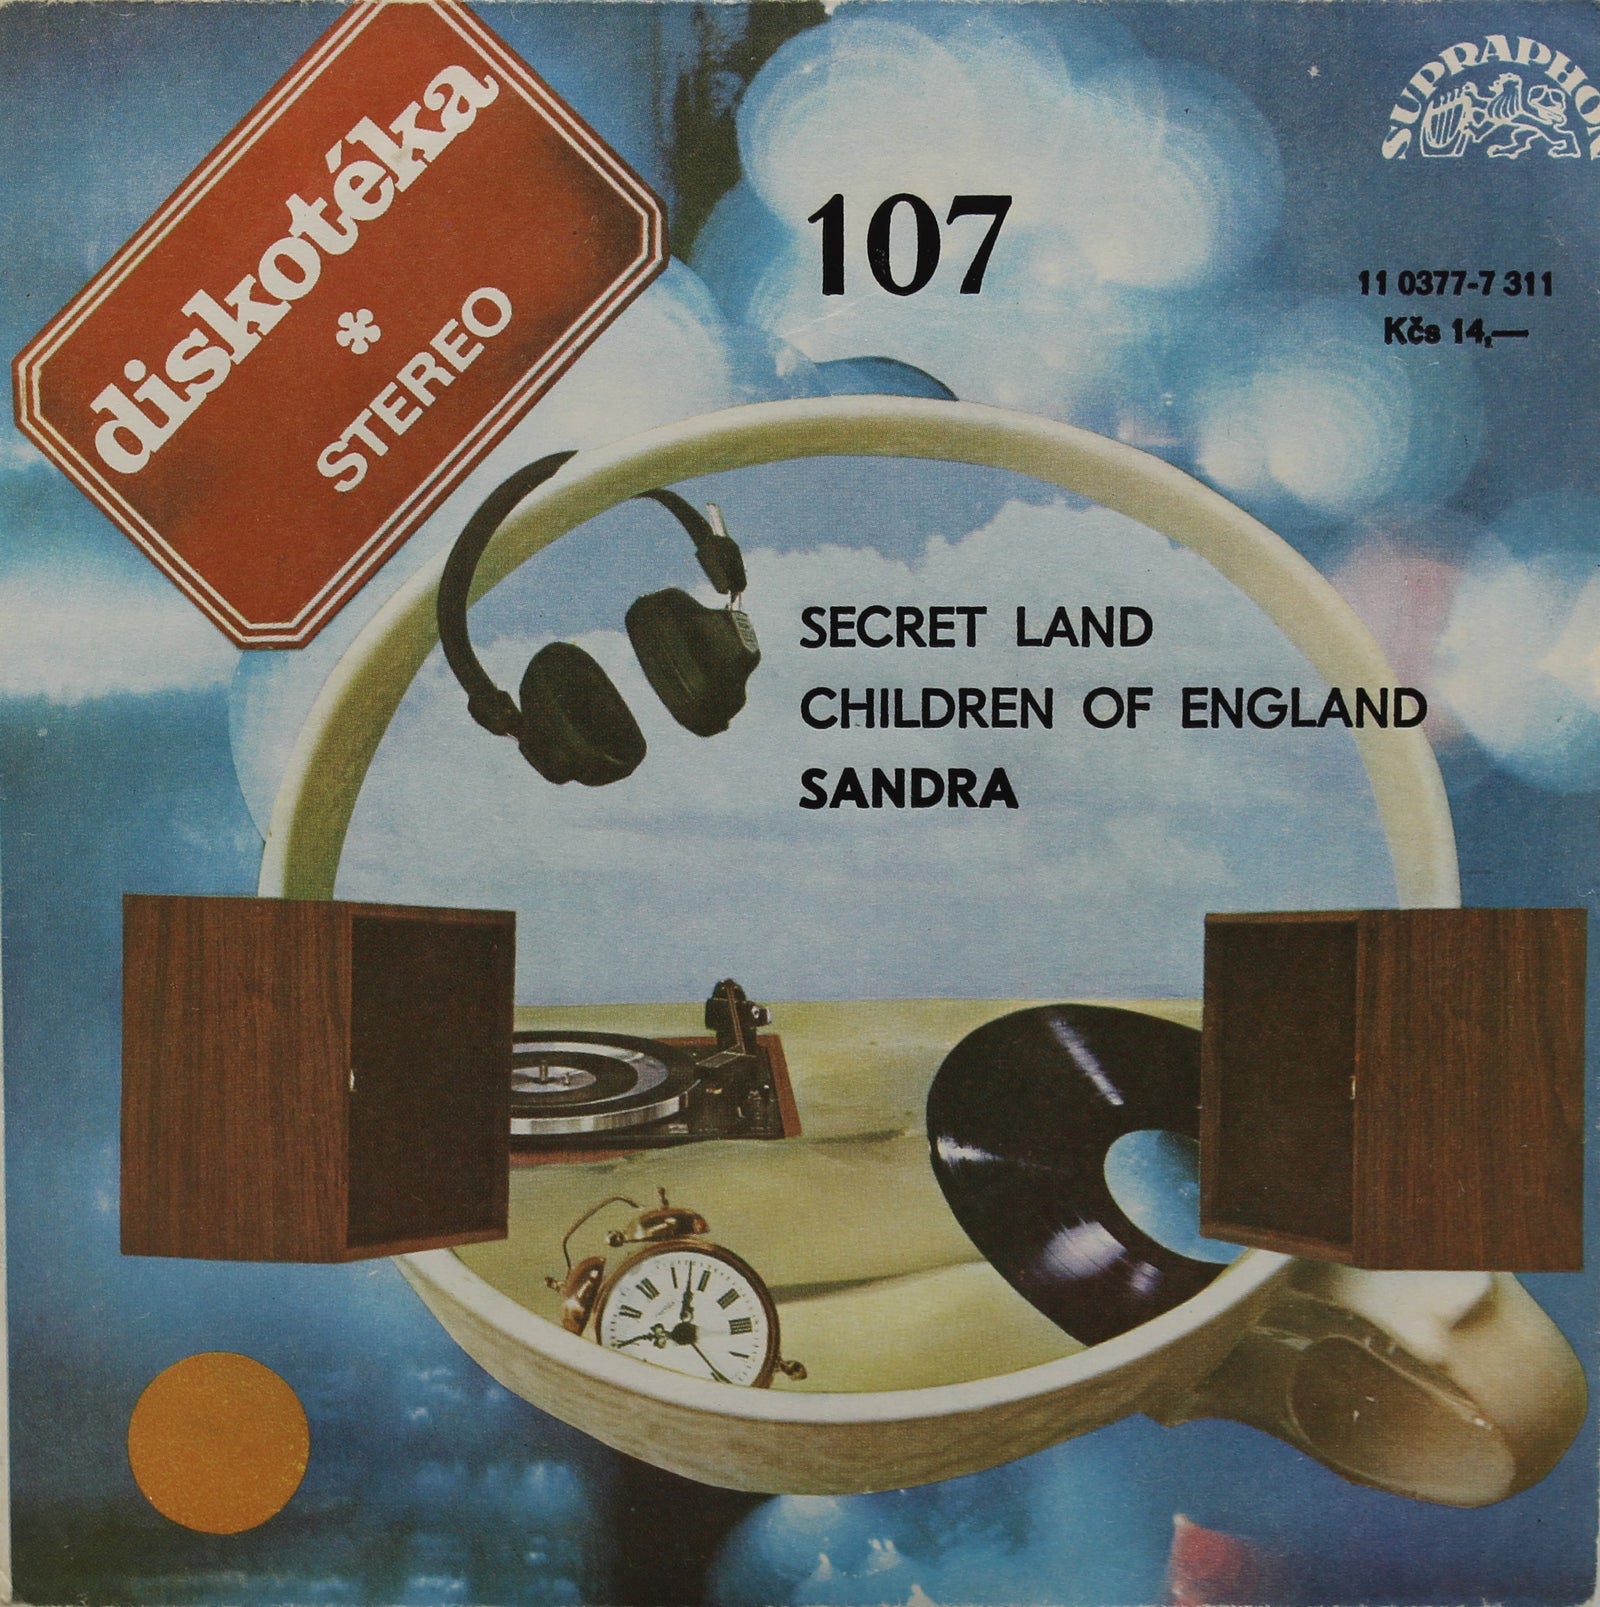 diskotéka
STEREO
SUPRAPHON
107
11 0377-7 311
Kčs 14,—
SECRET LAND
CHILDREN OF ENGLAND
SANDRA